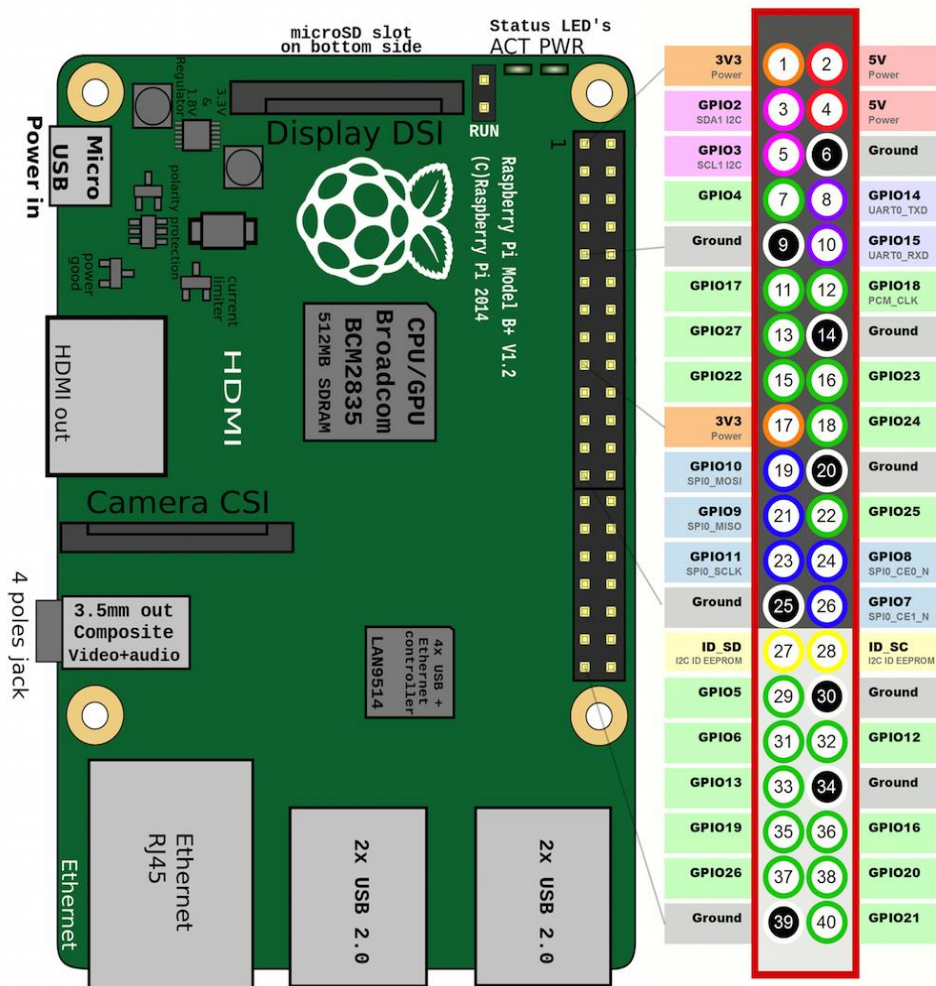 microSD slot
on bottom side
Status LED's
ACT PWR
Regulator
&
1.8V
3.3V
Display DSI
RUN
1
Micro
USB
Power in
polarity protection
power
good
current
limiter
Raspberry Pi Model B+ V1.2
(C)Raspberry Pi 2014
HDMI out
HDMI
CPU/GPU
Broadcom
BCM2835
512MB SDRAM
Camera CSI
4 poles jack
3.5mm out
Composite
Video+audio
4x USB +
Ethernet
controller
LAN9514
Ethernet
Ethernet
RJ45
2x USB 2.0
2x USB 2.0
3V3 1 2 5V
Power Power
GPIO2 3 4 5V
SDA1 I2C Power
GPIO3 5 6 Ground
SCL1 I2C
GPIO4 7 8 GPIO14
UART0_TXD
Ground 9 10 GPIO15
UART0_RXD
GPIO17 11 12 GPIO18
PCM_CLK
GPIO27 13 14 Ground
GPIO22 15 16 GPIO23
3V3 17 18 GPIO24
Power
GPIO10 19 20 Ground
SPI0_MOSI
GPIO9 21 22 GPIO25
SPI0_MISO
GPIO11 23 24 GPIO8
SPI0_SCLK SPI0_CE0_N
Ground 25 26 GPIO7
SPI0_CE1_N
ID_SD 27 28 ID_SC
I2C ID EEPROM I2C ID EEPROM
GPIO5 29 30 Ground
GPIO6 31 32 GPIO12
GPIO13 33 34 Ground
GPIO19 35 36 GPIO16
GPIO26 37 38 GPIO20
Ground 39 40 GPIO21